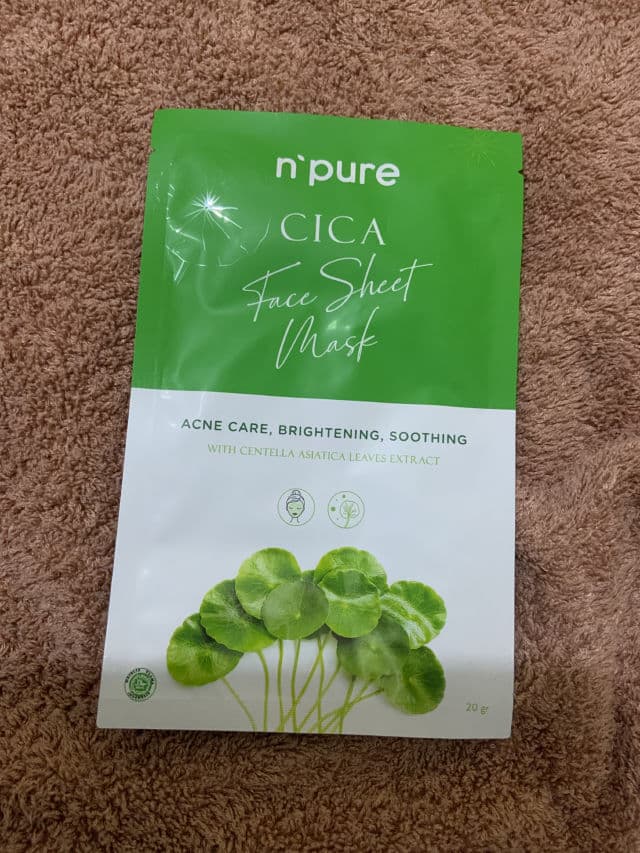 n'pure
CICA
Face Sheet
Mask
ACNE CARE, BRIGHTENING, SOOTHING
WITH CENTELLA ASIATICA LEAVES EXTRACT
20 gr